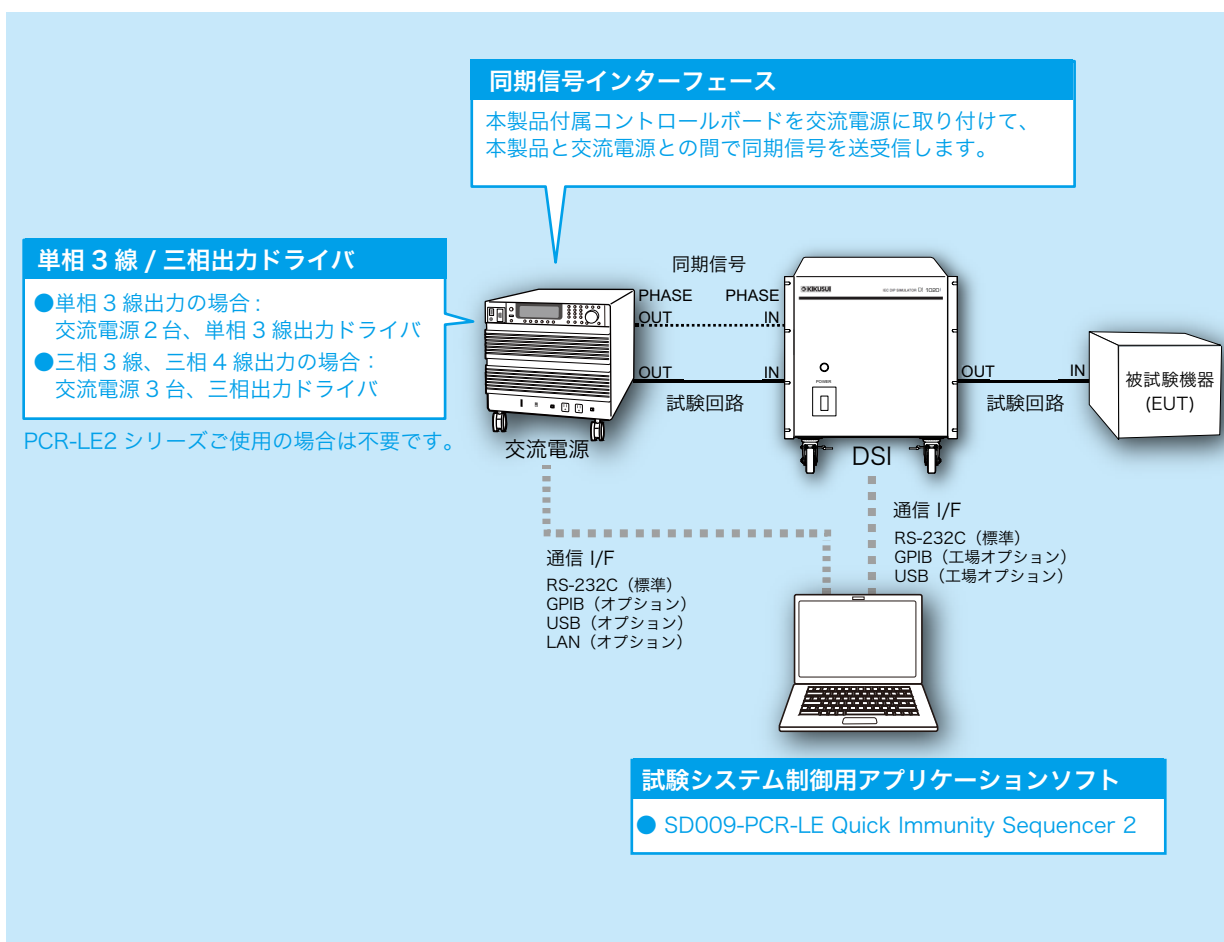 同期信号インターフェース
本製品付属コントロールボードを交流電源に取り付けて、
本製品と交流電源との間で同期信号を送受信します。
単相 3 線 / 三相出力ドライバ
●単相 3 線出力の場合：
交流電源 2 台、単相 3 線出力ドライバ
●三相 3 線、三相 4 線出力の場合：
交流電源 3 台、三相出力ドライバ
PCR-LE2 シリーズご使用の場合は不要です。
同期信号
PHASE PHASE
OUT IN
OUT IN
試験回路
交流電源
KIKUSUI
POWER
DSI
OUT IN
試験回路
被試験機器
(EUT)
通信 I/F
RS-232C（標準）
GPIB（オプション）
USB（オプション）
LAN（オプション）
通信 I/F
RS-232C（標準）
GPIB（工場オプション）
USB（工場オプション）
試験システム制御用アプリケーションソフト
● SD009-PCR-LE Quick Immunity Sequencer 2